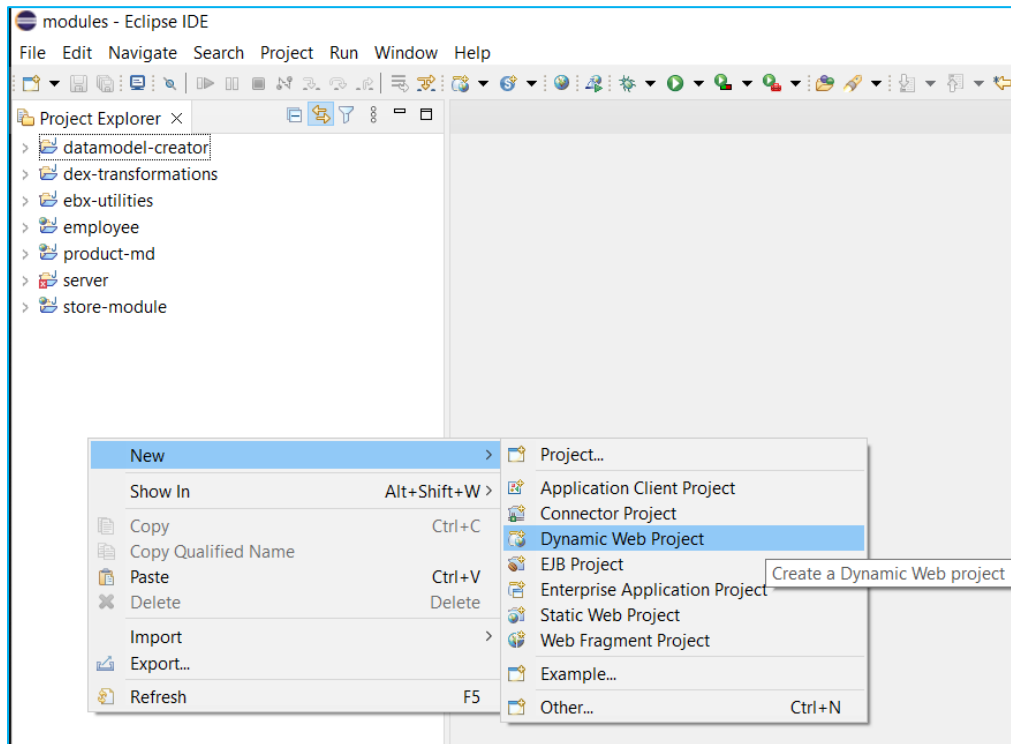 modules - Eclipse IDE
File Edit Navigate Search Project Run Window Help
Project Explorer
datamodel-creator
dex-transformations
ebx-utilities
employee
product-md
server
store-module
New
Show In Alt+Shift+W
Copy Ctrl+C
Copy Qualified Name
Paste Ctrl+V
Delete Delete
Import
Export...
Refresh F5
Project...
Application Client Project
Connector Project
Dynamic Web Project
EJB Project
Create a Dynamic Web project
Enterprise Application Project
Static Web Project
Web Fragment Project
Example...
Other... Ctrl+N